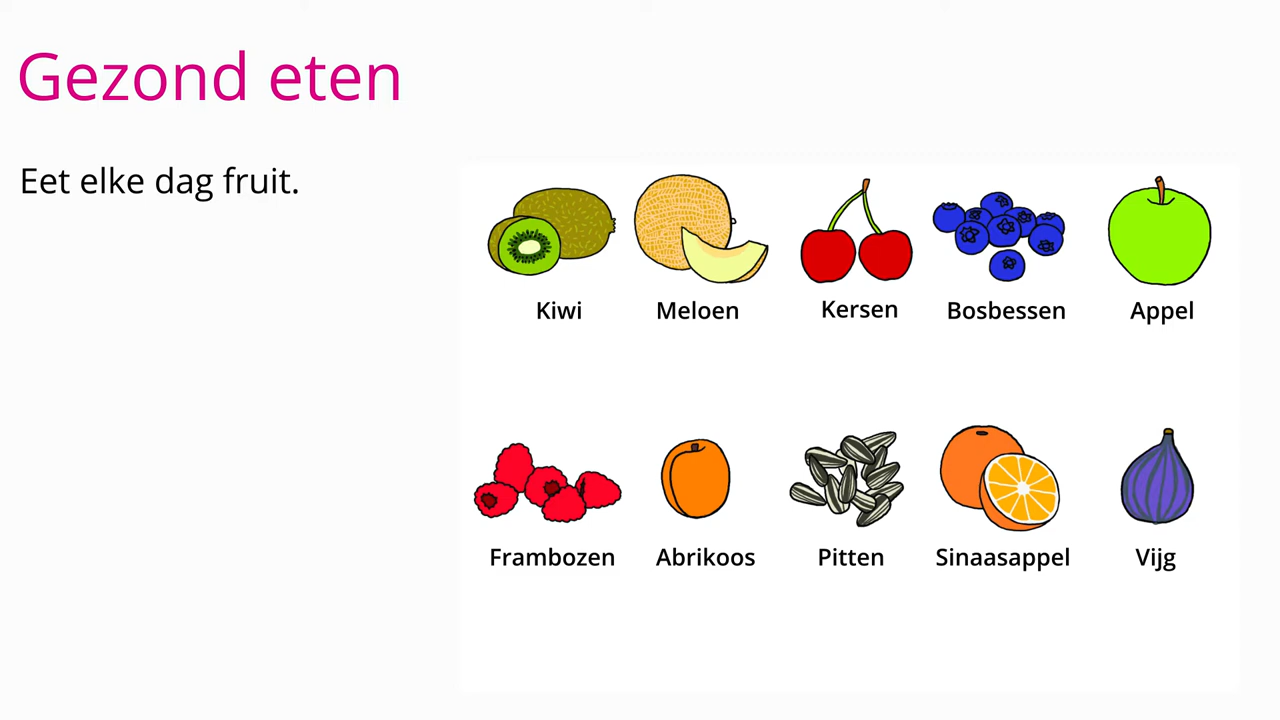 Gezond eten
Eet elke dag fruit.
Kiwi Meloen Kersen Bosbessen Appel
Frambozen Abrikoos Pitten Sinaasappel Vijg